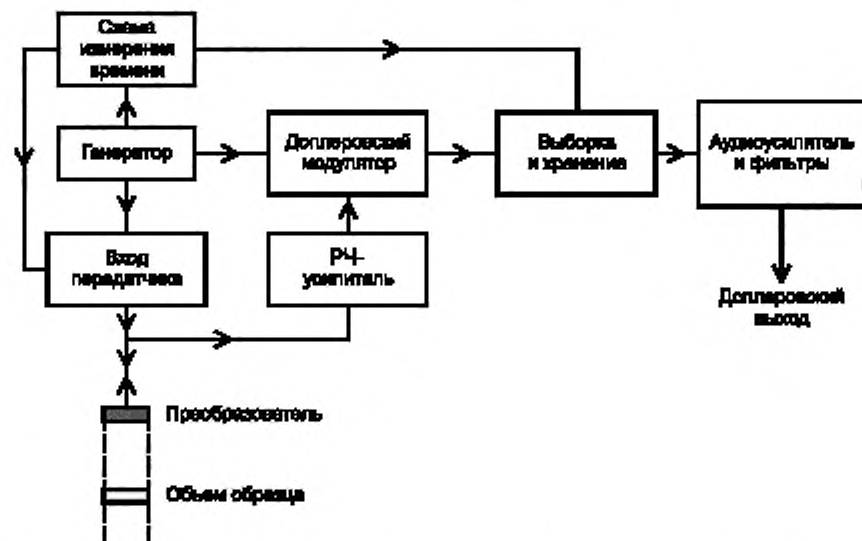 Схема
измерения
времени
Генератор
Доплеровский
модулятор
Выборка
и хранение
Аудиоусилитель
и фильтры
Вход
передатчика
РЧ-
усилитель
Доплеровский
выход
Преобразователь
Объем образца